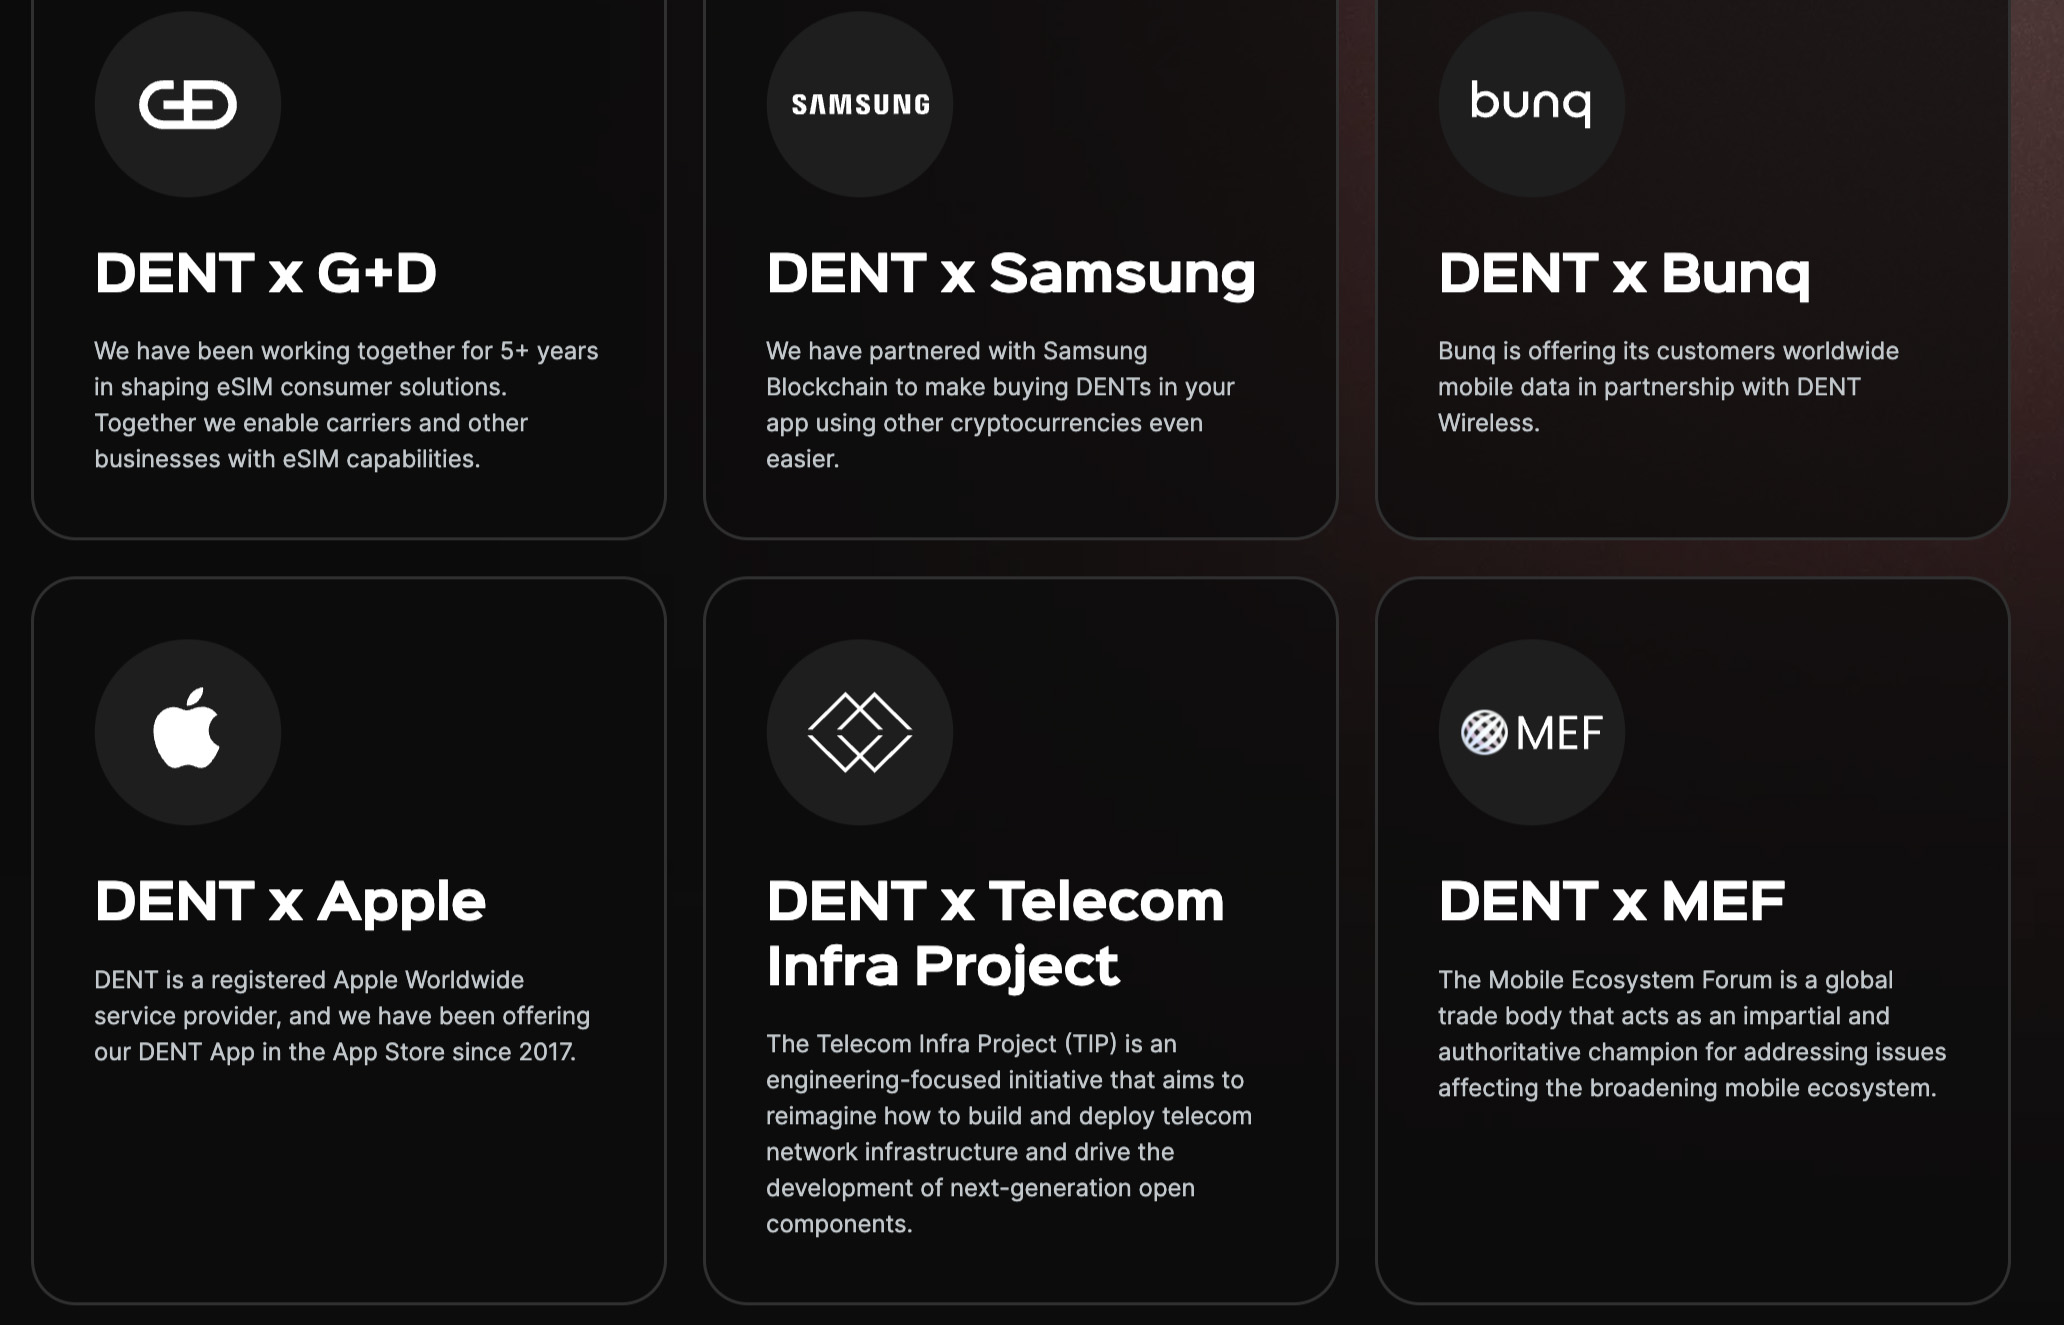 G+D
SAMSUNG
bunq
DENT x G+D
We have been working together for 5+ years
in shaping eSIM consumer solutions.
Together we enable carriers and other
businesses with eSIM capabilities.
DENT x Samsung
We have partnered with Samsung
Blockchain to make buying DENTs in your
app using other cryptocurrencies even
easier.
DENT x Bunq
Bunq is offering its customers worldwide
mobile data in partnership with DENT
Wireless.
MEF
DENT x Apple
DENT is a registered Apple Worldwide
service provider, and we have been offering
our DENT App in the App Store since 2017.
DENT x Telecom
Infra Project
The Telecom Infra Project (TIP) is an
engineering-focused initiative that aims to
reimagine how to build and deploy telecom
network infrastructure and drive the
development of next-generation open
components.
DENT x MEF
The Mobile Ecosystem Forum is a global
trade body that acts as an impartial and
authoritative champion for addressing issues
affecting the broadening mobile ecosystem.